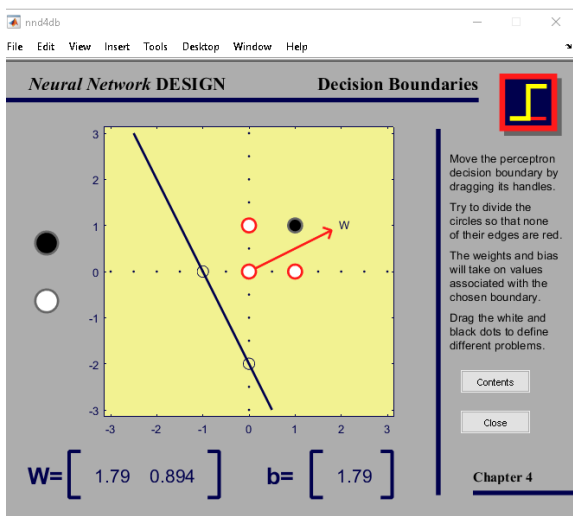 nnd4db
File Edit View Insert Tools Desktop Window Help
Neural Network DESIGN
Decision Boundaries
3
2
1
0
-1
-2
-3
-3 -2 -1 0 1 2 3
W
Move the perceptron
decision boundary by
dragging its handles.
Try to divide the
circles so that none
of their edges are red.
The weights and bias
will take on values
associated with the
chosen boundary.
Drag the white and
black dots to define
different problems.
Contents
Close
W= [ 1.79 0.894 ] b= [ 1.79 ]
Chapter 4